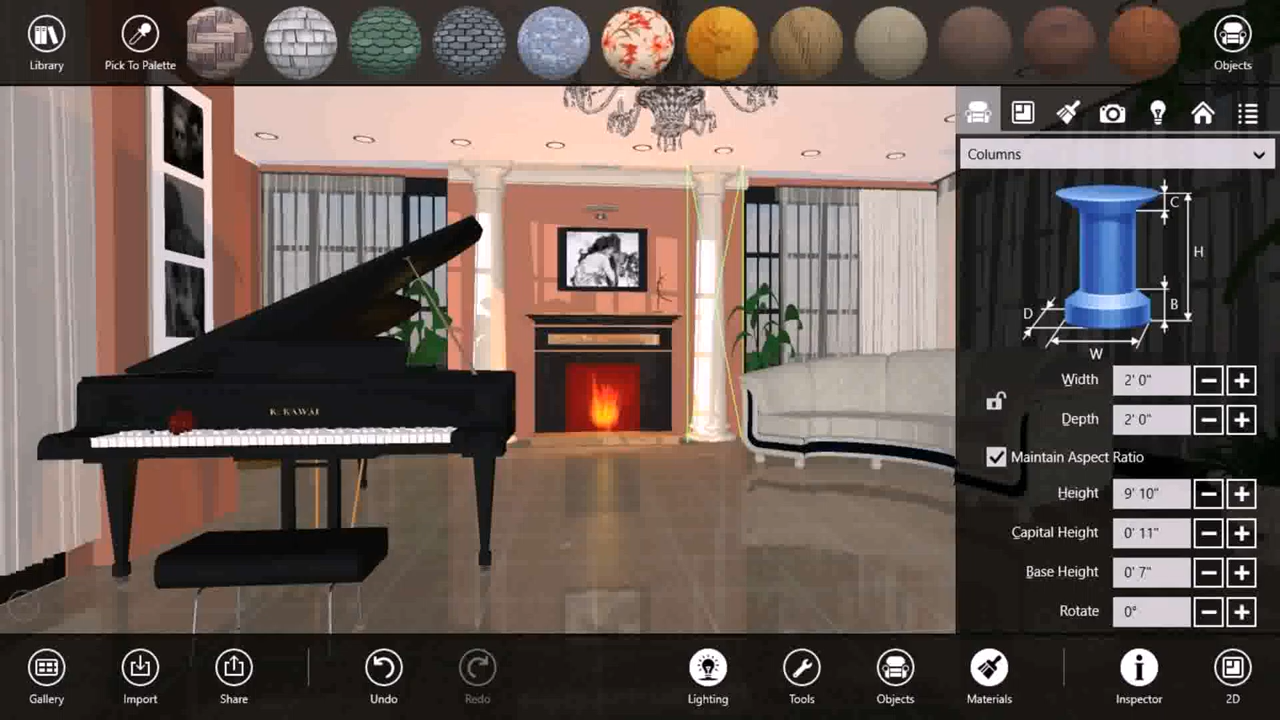 Library
Pick To Palette
Objects
Columns
C
H
B
D
W
Width 2' 0"
Depth 2' 0"
Maintain Aspect Ratio
Height 9' 10"
Capital Height 0' 11"
Base Height 0' 7"
Rotate 0°
K. KAWAI
Gallery
Import
Share
Undo
Redo
Lighting
Tools
Objects
Materials
Inspector
2D